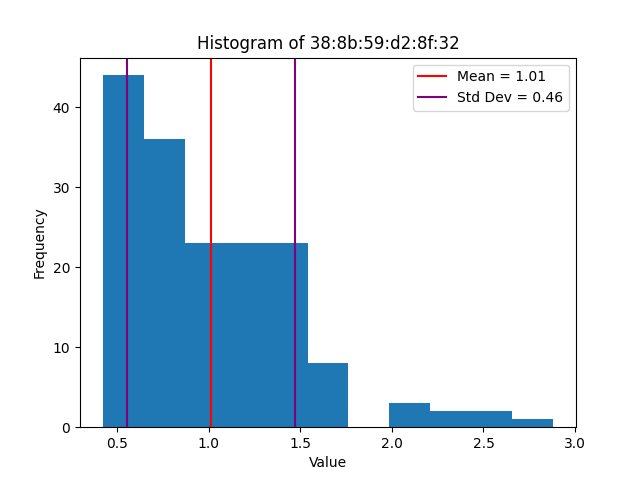 Histogram of 38:8b:59:d2:8f:32
Mean = 1.01
Std Dev = 0.46
Frequency
40
30
20
10
0
0.5 1.0 1.5 2.0 2.5 3.0
Value